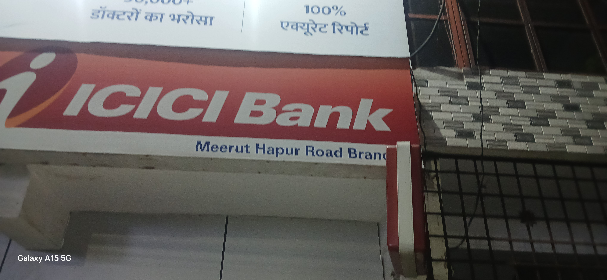 डॉक्टरों का भरोसा
100%
एक्यूरेट रिपोर्ट
ICICI Bank
Meerut Hapur Road Branc
Galaxy A15 5G